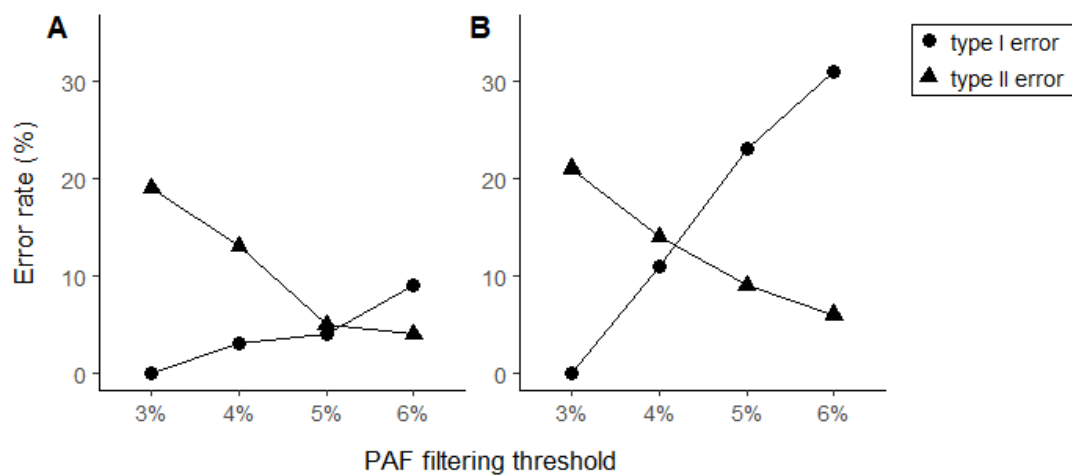 A
B
type I error
type II error
Error rate (%)
30
20
10
0
30
20
10
0
3% 4% 5% 6%
3% 4% 5% 6%
PAF filtering threshold